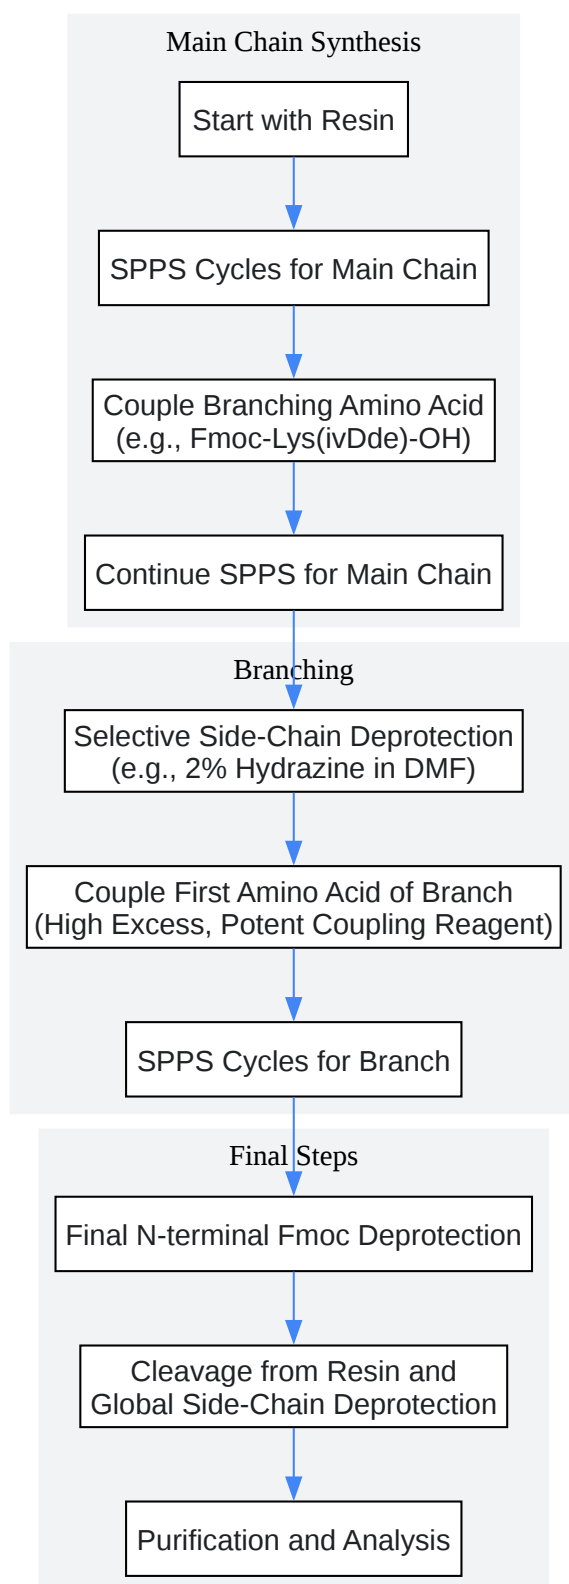 Main Chain Synthesis
Start with Resin
SPPS Cycles for Main Chain
Couple Branching Amino Acid
(e.g., Fmoc-Lys(ivDde)-OH)
Continue SPPS for Main Chain
Branching
Selective Side-Chain Deprotection
(e.g., 2% Hydrazine in DMF)
Couple First Amino Acid of Branch
(High Excess, Potent Coupling Reagent)
SPPS Cycles for Branch
Final Steps
Final N-terminal Fmoc Deprotection
Cleavage from Resin and
Global Side-Chain Deprotection
Purification and Analysis